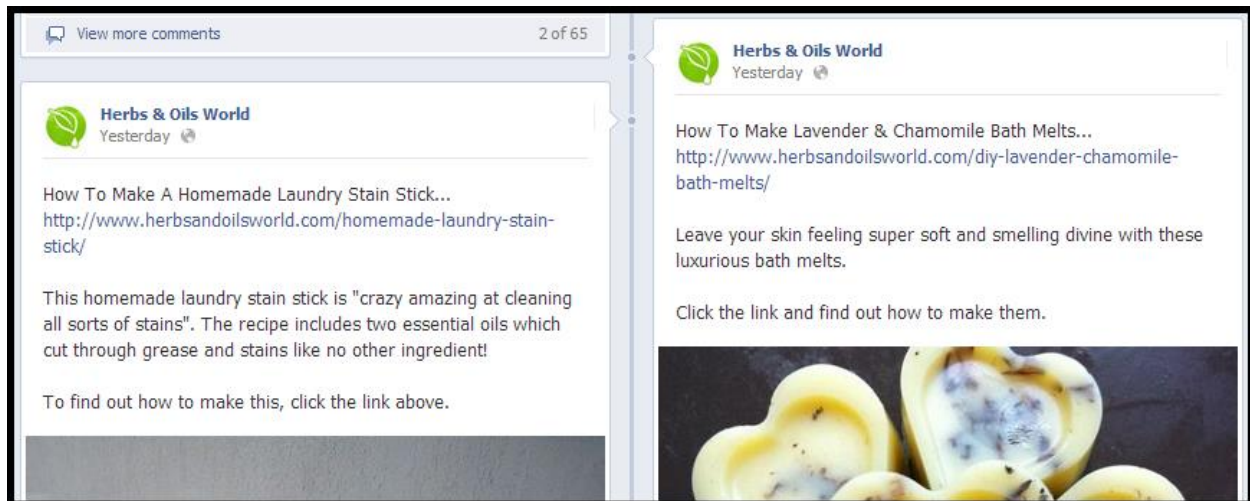 View more comments 2 of 65
Herbs & Oils World
Yesterday
How To Make A Homemade Laundry Stain Stick...
http://www.herbsandoilsworld.com/homemade-laundry-stain-
stick/
This homemade laundry stain stick is "crazy amazing at cleaning
all sorts of stains". The recipe includes two essential oils which
cut through grease and stains like no other ingredient!
To find out how to make this, click the link above.
Herbs & Oils World
Yesterday
How To Make Lavender & Chamomile Bath Melts...
http://www.herbsandoilsworld.com/diy-lavender-chamomile-
bath-melts/
Leave your skin feeling super soft and smelling divine with these
luxurious bath melts.
Click the link and find out how to make them.